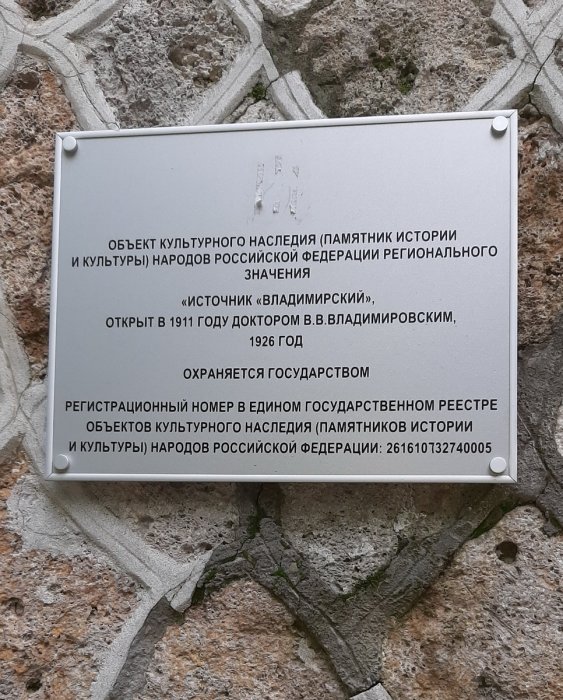 ОБЪЕКТ КУЛЬТУРНОГО НАСЛЕДИЯ (ПАМЯТНИК ИСТОРИИ
И КУЛЬТУРЫ) НАРОДОВ РОССИЙСКОЙ ФЕДЕРАЦИИ РЕГИОНАЛЬНОГО
ЗНАЧЕНИЯ
«ИСТОЧНИК «ВЛАДИМИРСКИЙ»,
ОТКРЫТ В 1911 ГОДУ ДОКТОРОМ В.В.ВЛАДИМИРОВСКИМ,
1926 ГОД
ОХРАНЯЕТСЯ ГОСУДАРСТВОМ
РЕГИСТРАЦИОННЫЙ НОМЕР В ЕДИНОМ ГОСУДАРСТВЕННОМ РЕЕСТРЕ
ОБЪЕКТОВ КУЛЬТУРНОГО НАСЛЕДИЯ (ПАМЯТНИКОВ ИСТОРИИ
И КУЛЬТУРЫ) НАРОДОВ РОССИЙСКОЙ ФЕДЕРАЦИИ: 261610632740005